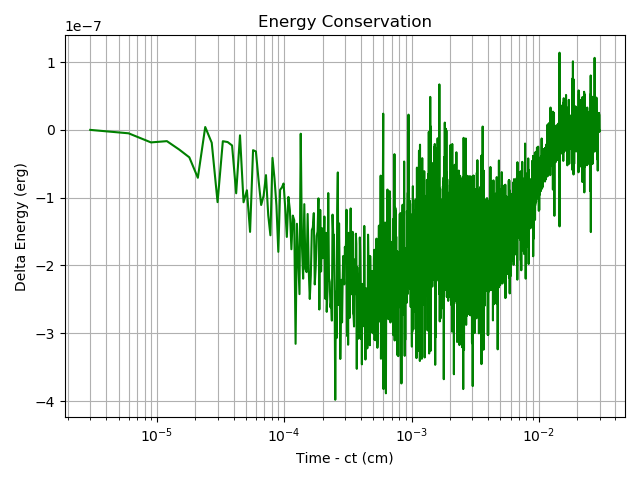 Energy Conservation
1e−7
1
0
−1
−2
−3
−4
Delta Energy (erg)
10⁻⁵
10⁻⁴
10⁻³
10⁻²
Time - ct (cm)